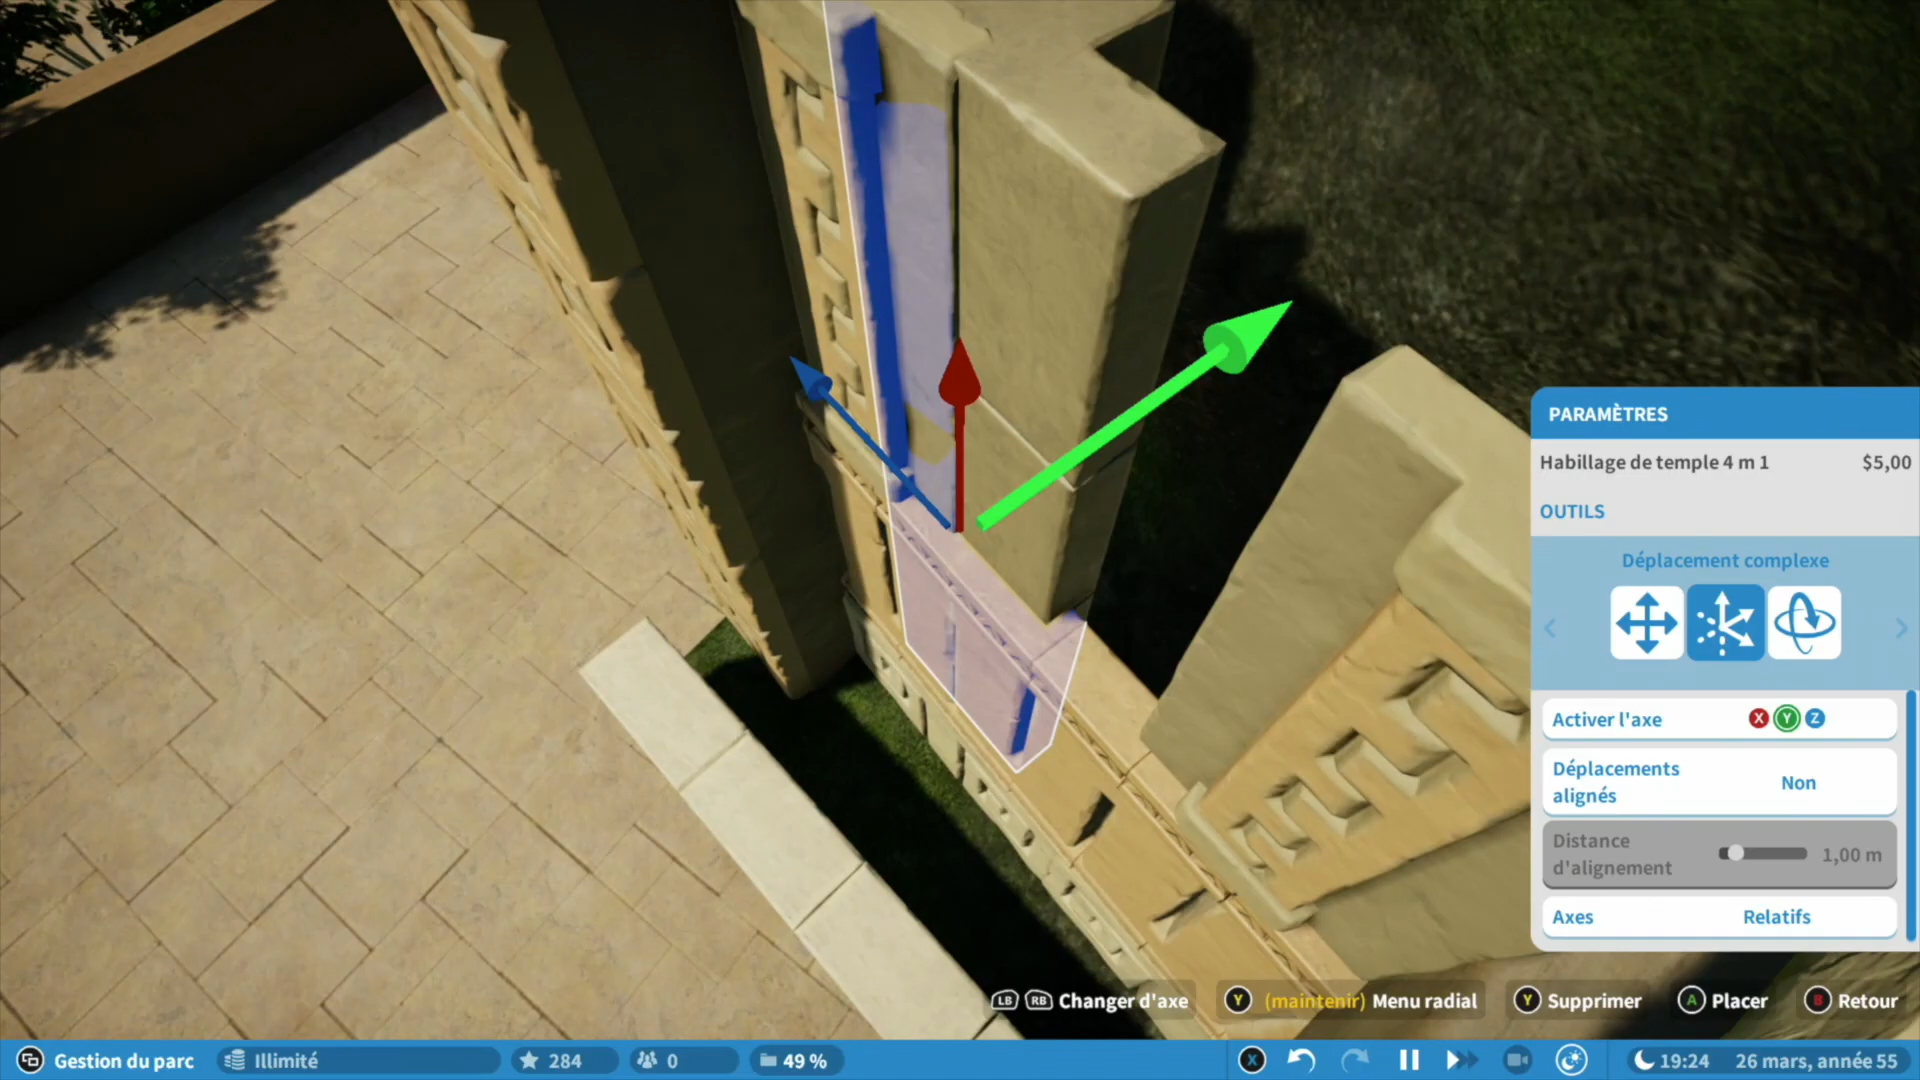 PARAMÈTRES
Habillage de temple 4 m 1 $5,00
OUTILS
Déplacement complexe
Activer l'axe X Y Z
Déplacements alignés Non
Distance d'alignement 1,00 m
Axes Relatifs
LB RB Changer d'axe Y (maintenir) Menu radial Y Supprimer A Placer B Retour
Gestion du parc Illimité 284 0 49 % X 19:24 26 mars, année 55